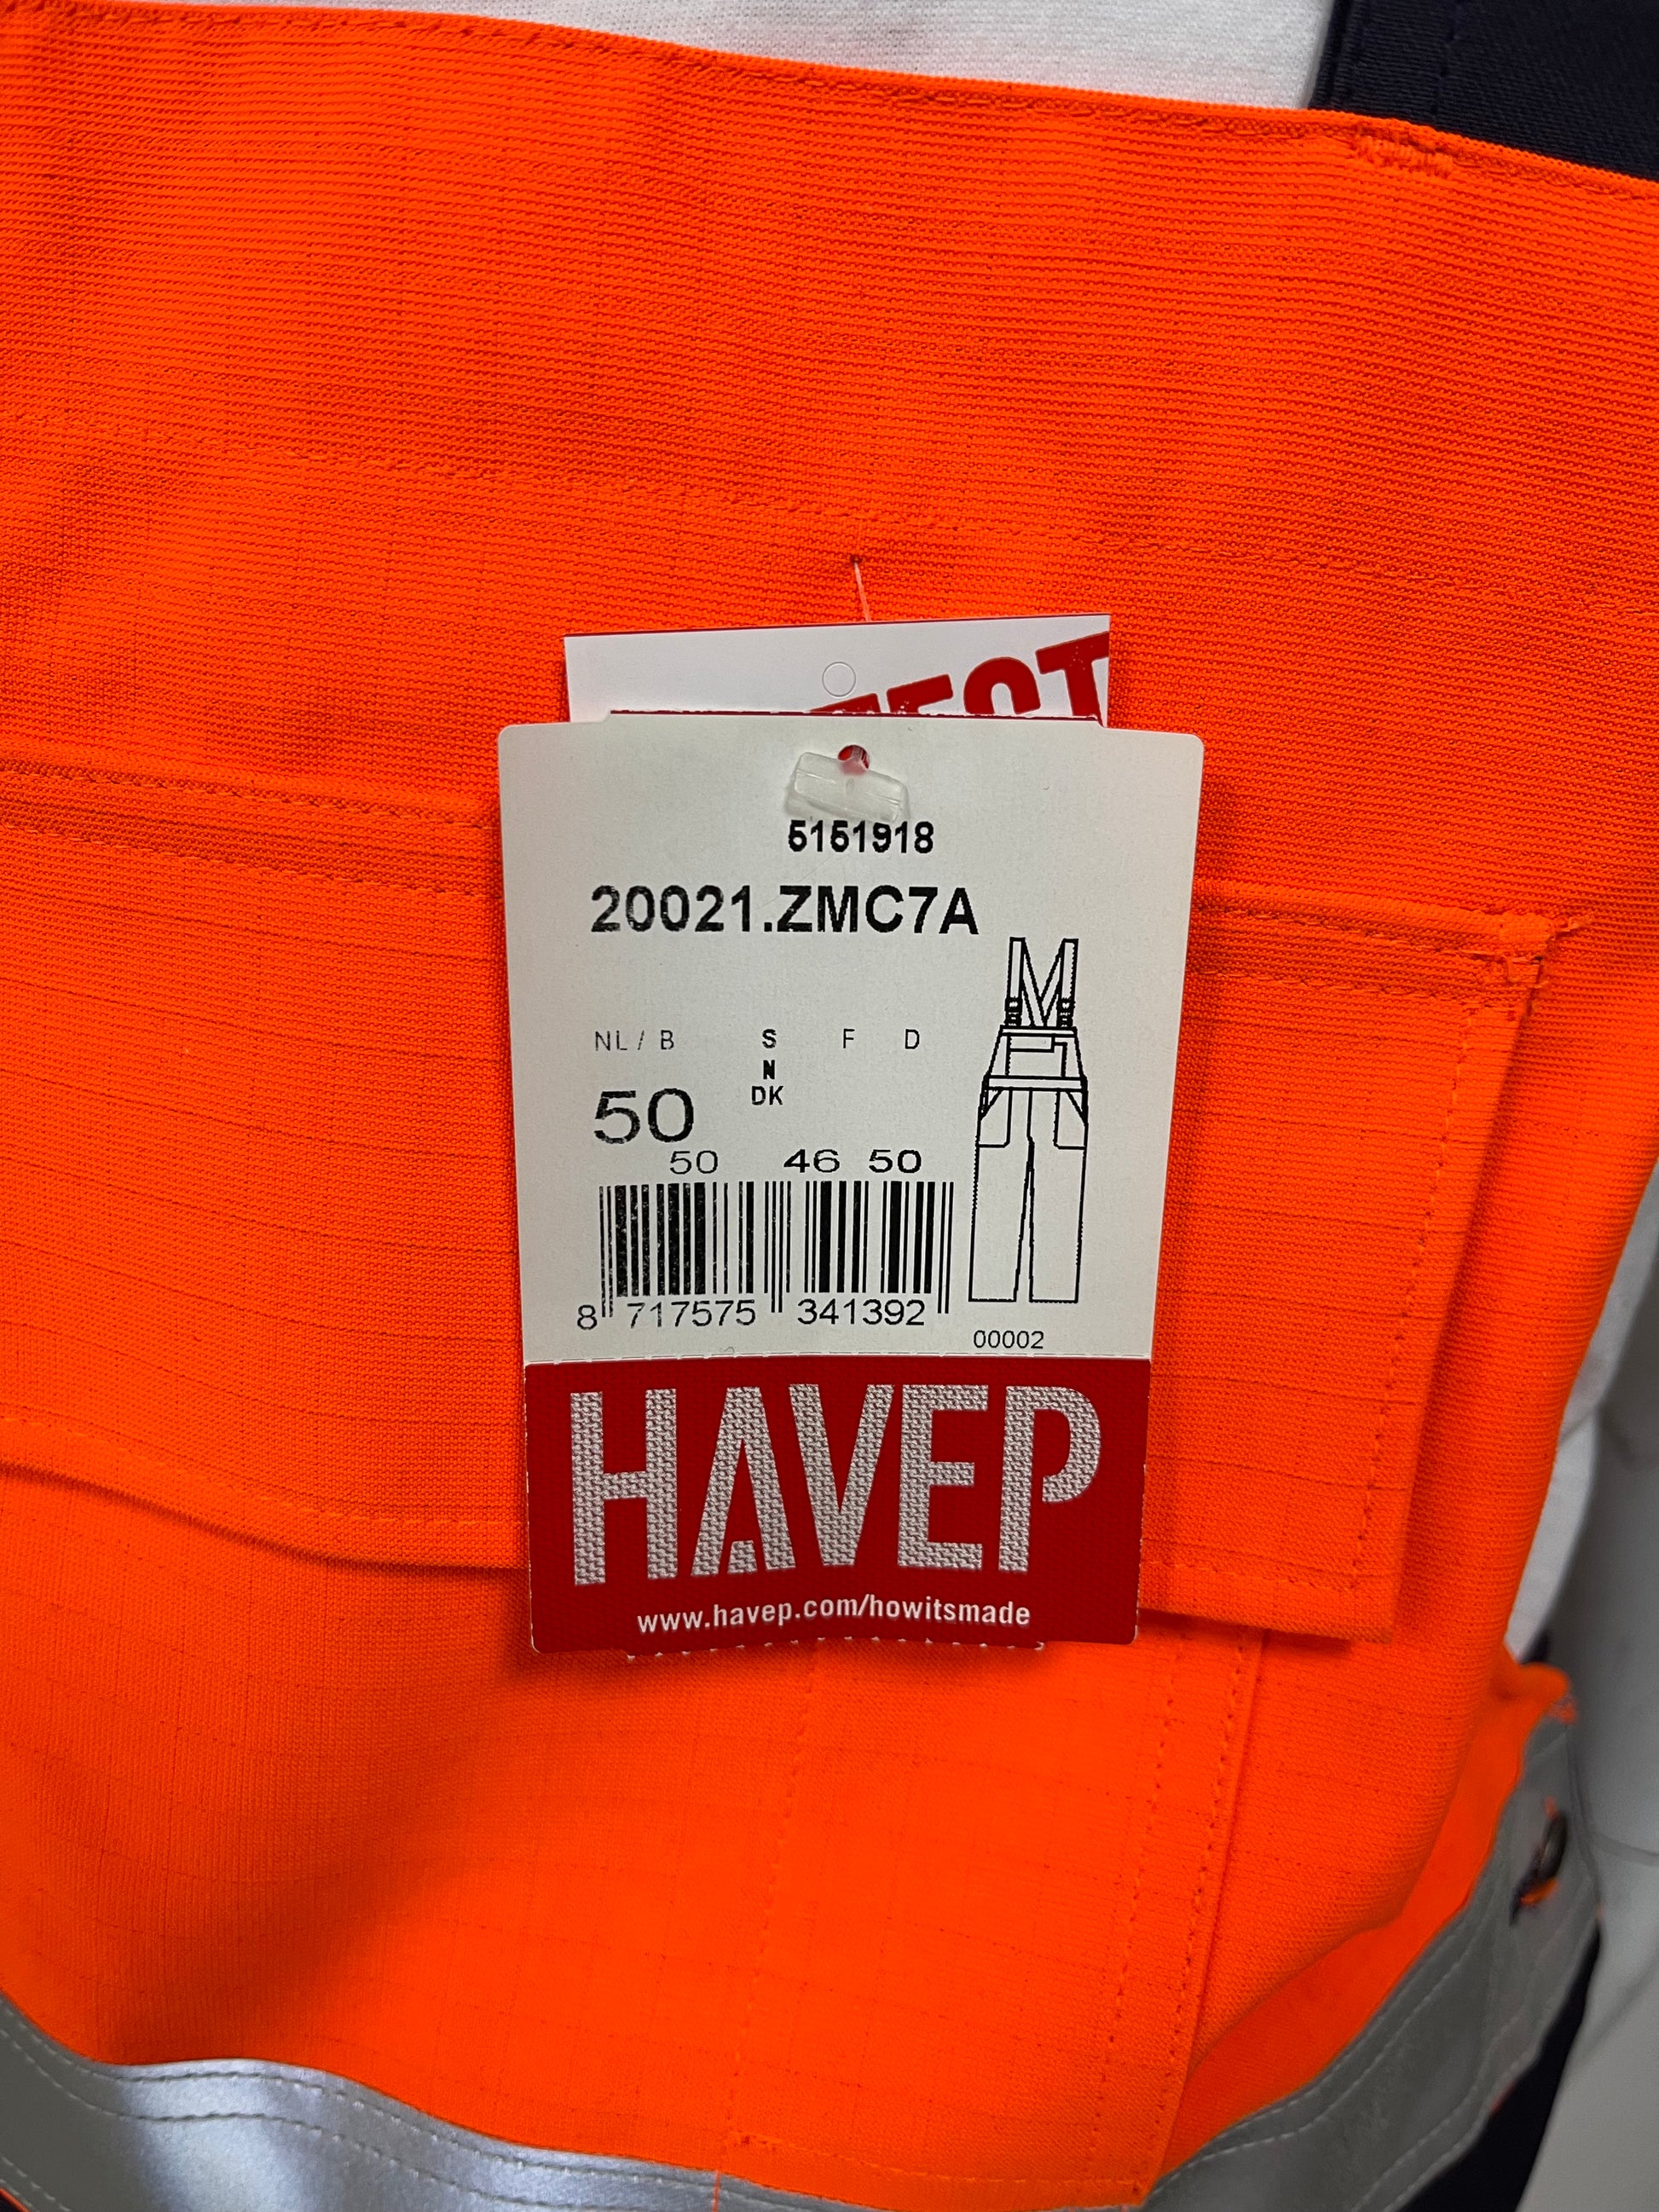 5151918
20021.ZMC7A
NL / B S F D
N
DK
50
50 46 50
8 717575 341392
00002
HAVEP
www.havep.com/howitsmade